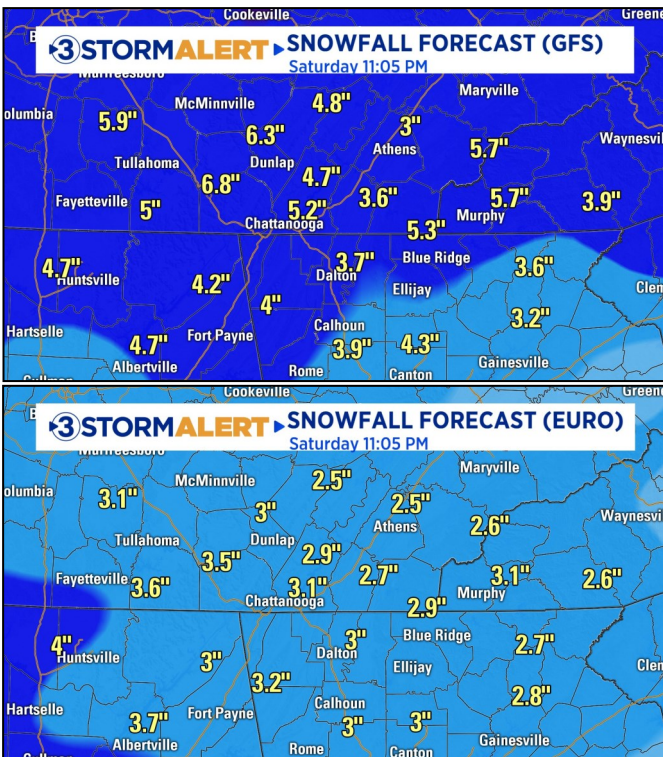 Cookeville
Greene
3STORMALERT SNOWFALL FORECAST (GFS)
Saturday 11:05 PM
Murfreesboro
Maryville
McMinnville
4.8"
olumbia
5.9"
3"
6.3"
Athens
5.7"
Waynesvi
Tullahoma
Dunlap
4.7"
6.8"
3.6"
5.7"
3.9"
Fayetteville
5"
5.2"
Murphy
Chattanooga
5.3"
4.7"
3.7"
Blue Ridge
3.6"
Huntsville
4.2"
Dalton
Ellijay
Clem
4"
3.2"
Hartselle
Calhoun
4.7"
Fort Payne
3.9"
4.3"
Gainesville
Albertville
Rome
Canton
Cullman
Cookeville
Greene
3STORMALERT SNOWFALL FORECAST (EURO)
Saturday 11:05 PM
Murfreesboro
Maryville
McMinnville
2.5"
olumbia
3.1"
3"
2.5"
Athens
2.6"
Waynesvi
Tullahoma
Dunlap
2.9"
3.5"
2.7"
3.1"
2.6"
Fayetteville
3.6"
3.1"
Murphy
Chattanooga
2.9"
4"
3"
Blue Ridge
2.7"
Huntsville
3"
Dalton
Ellijay
Clem
3.2"
2.8"
Hartselle
Calhoun
3.7"
Fort Payne
3"
3"
Gainesville
Albertville
Rome
Canton